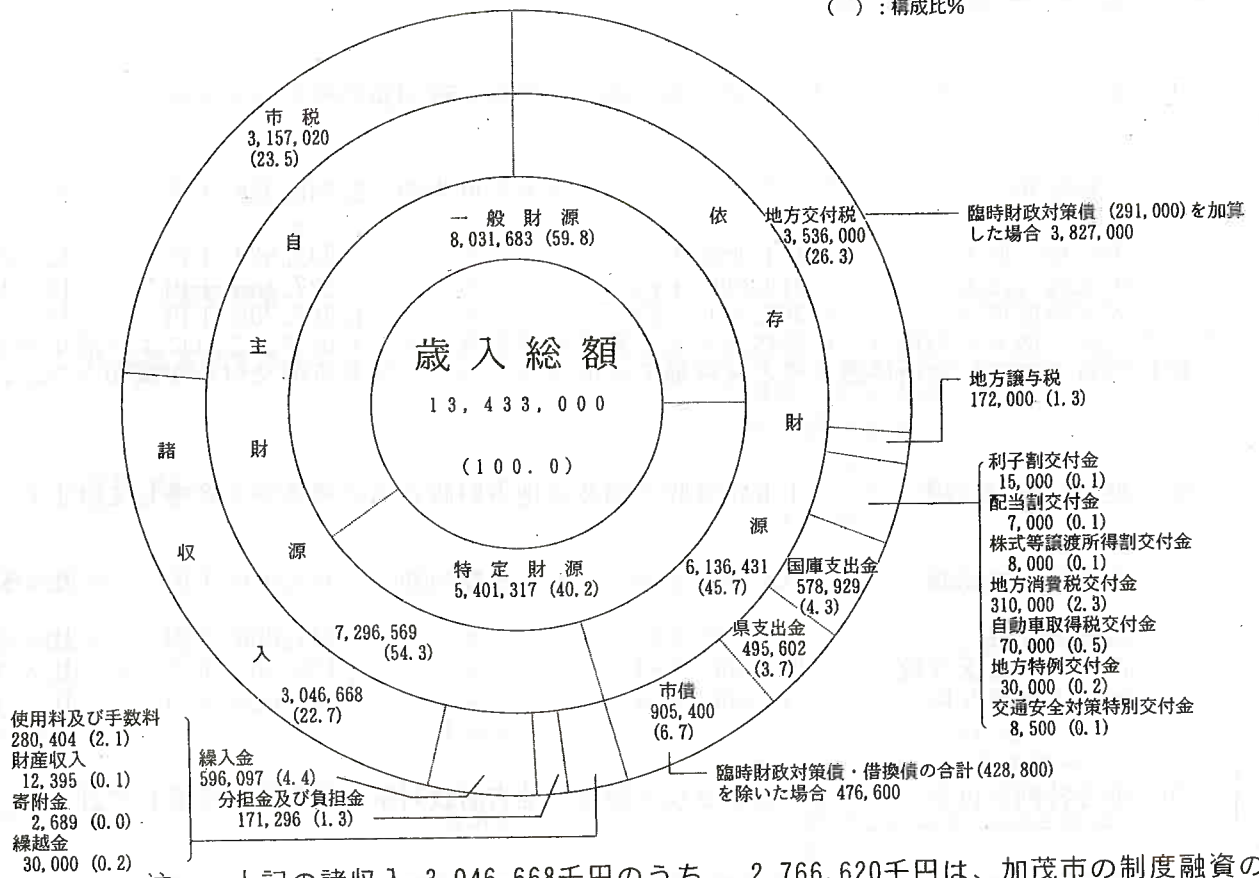 （　）：構成比%
市 税
3,157,020
(23.5)
一 般 財 源
8,031,683 (59.8)
歳 入 総 額
13,433,000
(100.0)
特 定 財 源
5,401,317 (40.2)
自
主
財
源
7,296,569
(54.3)
依
存
財
源
6,136,431
(45.7)
地方交付税
3,536,000
(26.3)
臨時財政対策債 (291,000)を加算
した場合 3,827,000
地方譲与税
172,000 (1.3)
利子割交付金
15,000 (0.1)
配当割交付金
7,000 (0.1)
株式等譲渡所得割交付金
8,000 (0.1)
地方消費税交付金
310,000 (2.3)
自動車取得税交付金
70,000 (0.5)
地方特例交付金
30,000 (0.2)
交通安全対策特別交付金
8,500 (0.1)
国庫支出金
578,929
(4.3)
県支出金
495,602
(3.7)
市債
905,400
(6.7)
臨時財政対策債・借換債の合計(428,800)
を除いた場合 476,600
諸
収
入
3,046,668
(22.7)
繰入金
596,097 (4.4)
分担金及び負担金
171,296 (1.3)
使用料及び手数料
280,404 (2.1)
財産収入
12,395 (0.1)
寄附金
2,689 (0.0)
繰越金
30,000 (0.2)
上記の諸収入 3,046,668千円のうち、 2,766,620千円は、加茂市の制度融資の